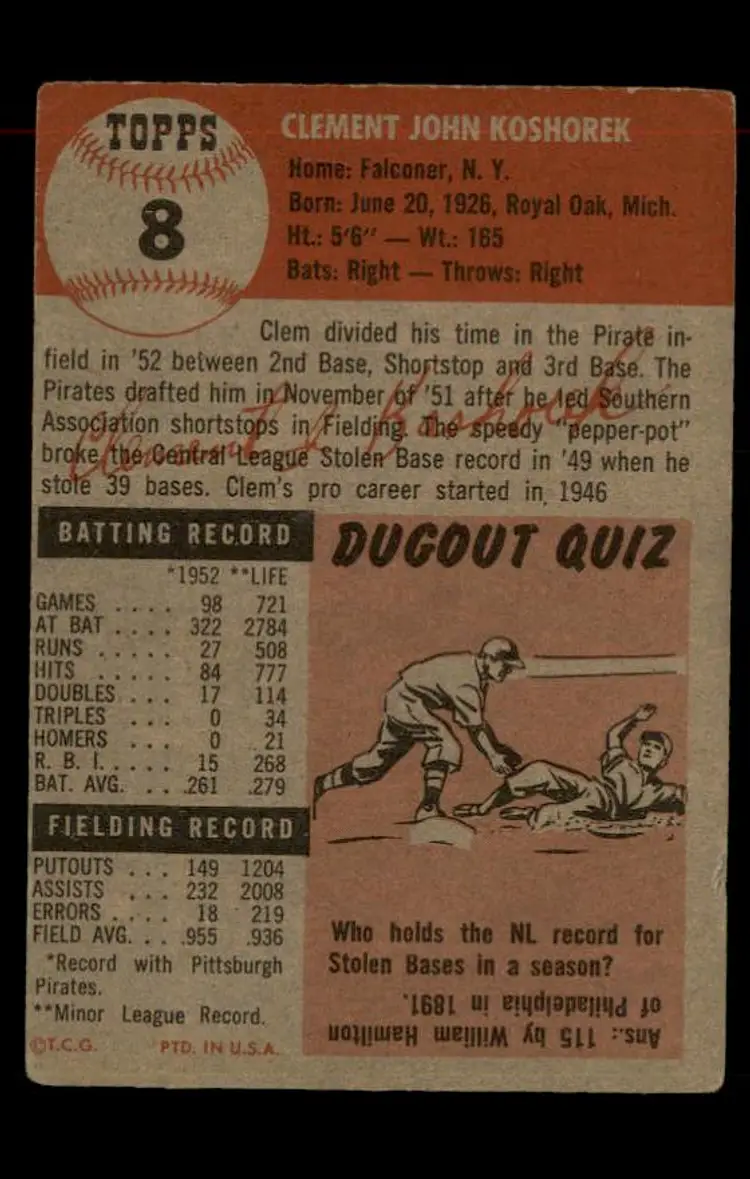 TOPPS
8
CLEMENT JOHN KOSHOREK
Home: Falconer, N. Y.
Born: June 20, 1926, Royal Oak, Mich.
Ht.: 5'6" — Wt.: 165
Bats: Right — Throws: Right
Clem divided his time in the Pirate in-
field in '52 between 2nd Base, Shortstop and 3rd Base. The
Pirates drafted him in November of '51 after he led Southern
Association shortstops in Fielding. The speedy "pepper-pot"
broke the Central League Stolen Base record in '49 when he
stole 39 bases. Clem's pro career started in 1946
Clement J. Koshorek
BATTING RECORD
*1952 **LIFE
GAMES .... 98 721
AT BAT .... 322 2784
RUNS ..... 27 508
HITS ..... 84 777
DOUBLES ... 17 114
TRIPLES ... 0 34
HOMERS ... 0 21
R. B. I. .... 15 268
BAT. AVG. ... .261 .279
FIELDING RECORD
PUTOUTS ... 149 1204
ASSISTS ... 232 2008
ERRORS .... 18 219
FIELD AVG. ... .955 .936
*Record with Pittsburgh
Pirates.
**Minor League Record.
©T.C.G. PTD. IN U.S.A.
DUGOUT QUIZ
Who holds the NL record for
Stolen Bases in a season?
Ans.: 115 by William Hamilton
of Philadelphia in 1891.